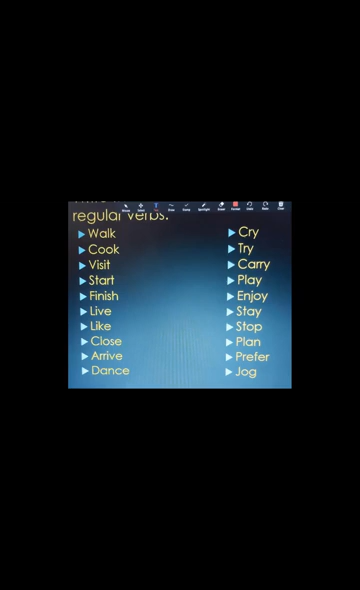 regular verbs.
Walk
Cook
Visit
Start
Finish
Live
Like
Close
Arrive
Dance
Cry
Try
Carry
Play
Enjoy
Stay
Stop
Plan
Prefer
Jog